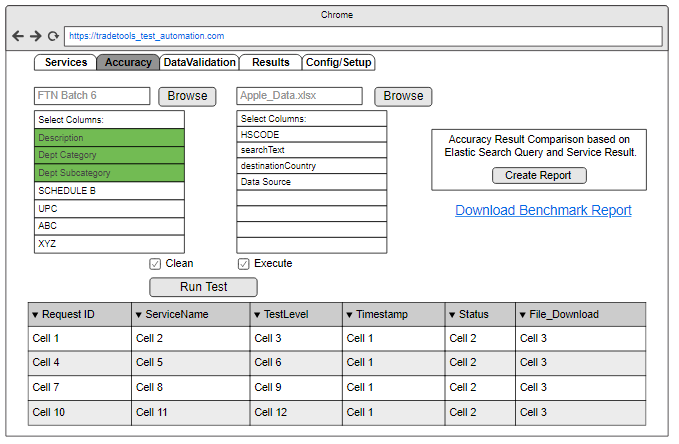 Chrome
https://tradetools_test_automation.com
Services Accuracy DataValidation Results Config/Setup
FTN Batch 6 Browse Apple_Data.xlsx Browse
Select Columns:
Description
Dept Category
Dept Subcategory
SCHEDULE B
UPC
ABC
XYZ
Select Columns:
HSCODE
searchText
destinationCountry
Data Source
Accuracy Result Comparison based on
Elastic Search Query and Service Result.
Create Report
Download Benchmark Report
Clean Execute
Run Test
Request ID ServiceName TestLevel Timestamp Status File_Download
Cell 1 Cell 2 Cell 3 Cell 1 Cell 2 Cell 3
Cell 4 Cell 5 Cell 6 Cell 1 Cell 2 Cell 3
Cell 7 Cell 8 Cell 9 Cell 1 Cell 2 Cell 3
Cell 10 Cell 11 Cell 12 Cell 1 Cell 2 Cell 3